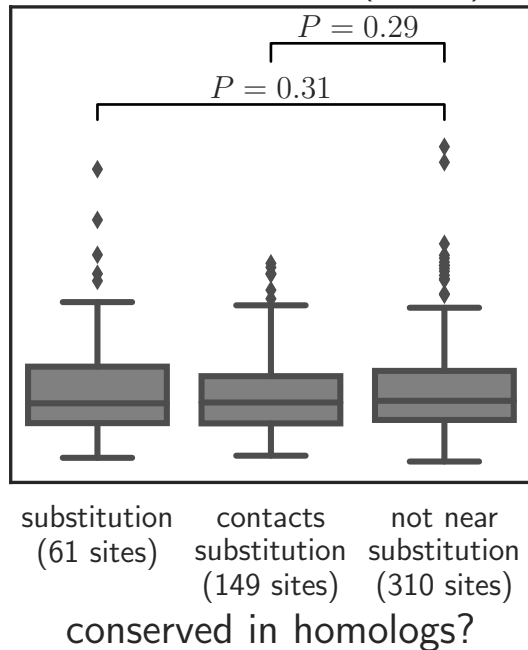 P = 0.29
P = 0.31
substitution
(61 sites)
contacts
substitution
(149 sites)
not near
substitution
(310 sites)
conserved in homologs?